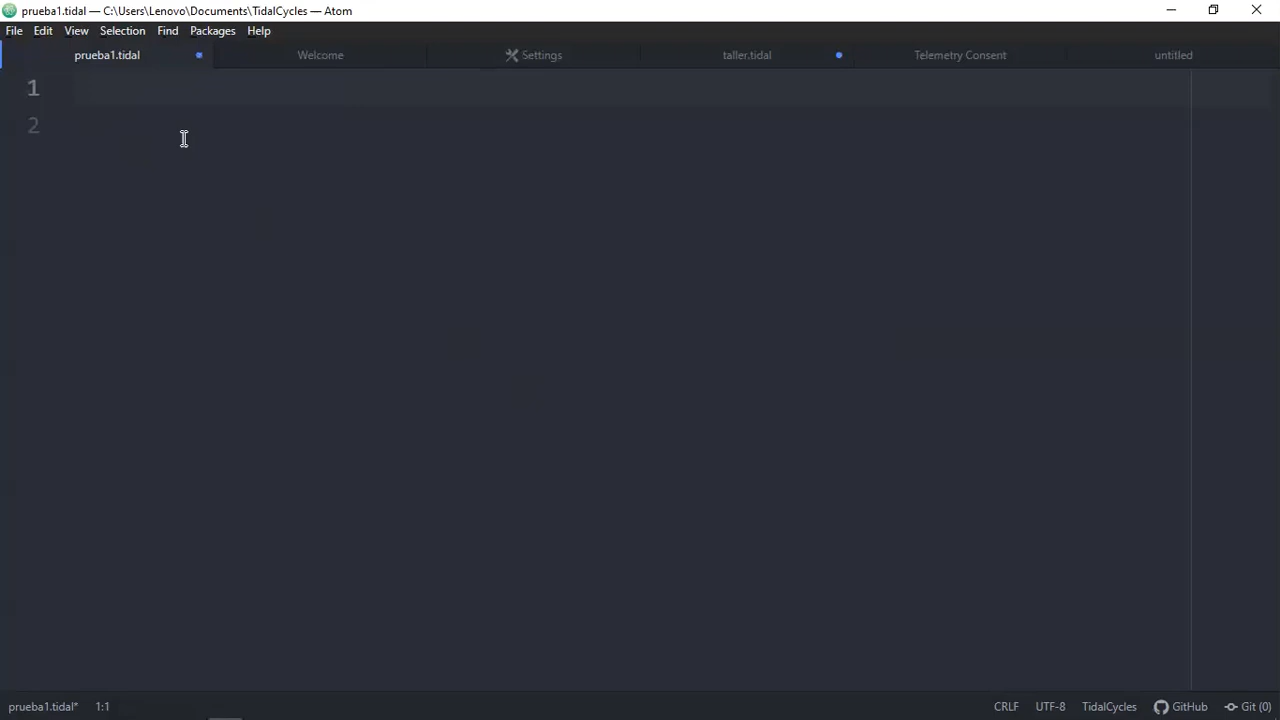 prueba1.tidal — C:\Users\Lenovo\Documents\TidalCycles — Atom
File Edit View Selection Find Packages Help
prueba1.tidal Welcome Settings taller.tidal Telemetry Consent untitled
1
2
prueba1.tidal* 1:1 CRLF UTF-8 TidalCycles GitHub Git (0)